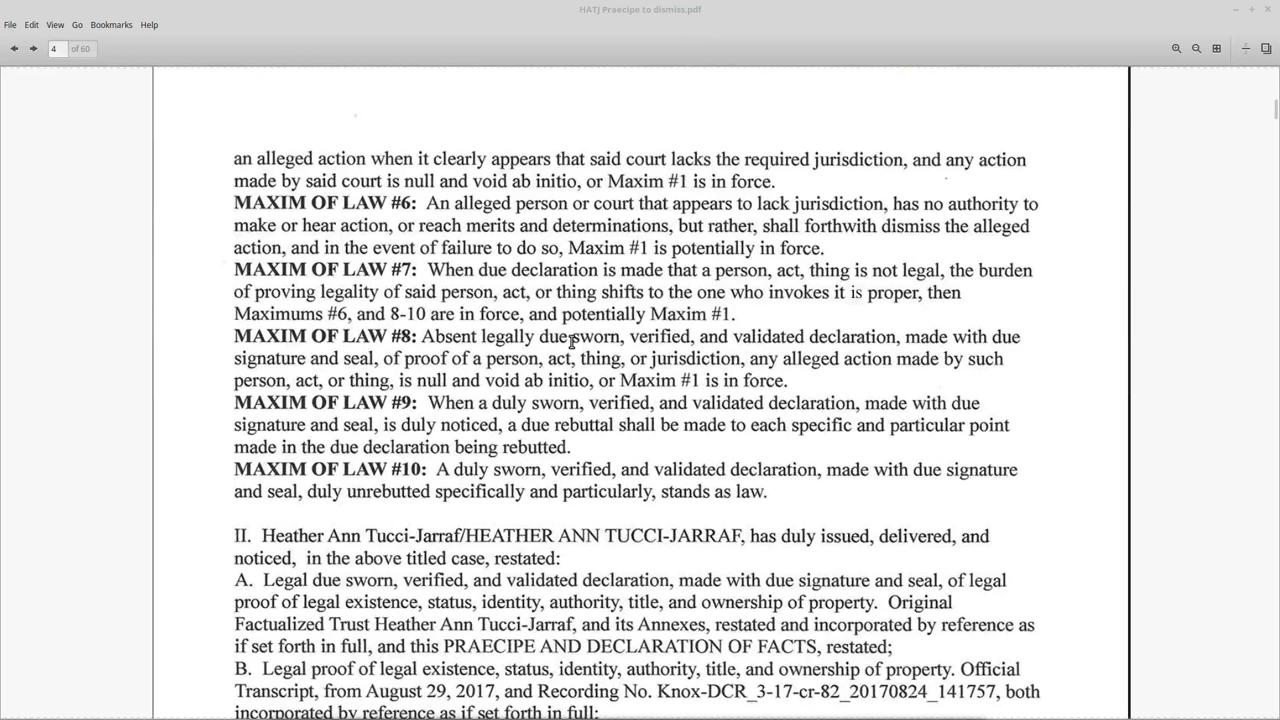 HATJ Praecipe to dismiss.pdf
File Edit View Go Bookmarks Help
4 of 60
an alleged action when it clearly appears that said court lacks the required jurisdiction, and any action
made by said court is null and void ab initio, or Maxim #1 is in force.
MAXIM OF LAW #6: An alleged person or court that appears to lack jurisdiction, has no authority to
make or hear action, or reach merits and determinations, but rather, shall forthwith dismiss the alleged
action, and in the event of failure to do so, Maxim #1 is potentially in force.
MAXIM OF LAW #7: When due declaration is made that a person, act, thing is not legal, the burden
of proving legality of said person, act, or thing shifts to the one who invokes it is proper, then
Maximums #6, and 8-10 are in force, and potentially Maxim #1.
MAXIM OF LAW #8: Absent legally due sworn, verified, and validated declaration, made with due
signature and seal, of proof of a person, act, thing, or jurisdiction, any alleged action made by such
person, act, or thing, is null and void ab initio, or Maxim #1 is in force.
MAXIM OF LAW #9: When a duly sworn, verified, and validated declaration, made with due
signature and seal, is duly noticed, a due rebuttal shall be made to each specific and particular point
made in the due declaration being rebutted.
MAXIM OF LAW #10: A duly sworn, verified, and validated declaration, made with due signature
and seal, duly unrebutted specifically and particularly, stands as law.
II. Heather Ann Tucci-Jarraf/HEATHER ANN TUCCI-JARRAF, has duly issued, delivered, and
noticed, in the above titled case, restated:
A. Legal due sworn, verified, and validated declaration, made with due signature and seal, of legal
proof of legal existence, status, identity, authority, title, and ownership of property. Original
Factualized Trust Heather Ann Tucci-Jarraf, and its Annexes, restated and incorporated by reference as
if set forth in full, and this PRAECIPE AND DECLARATION OF FACTS, restated;
B. Legal proof of legal existence, status, identity, authority, title, and ownership of property. Official
Transcript, from August 29, 2017, and Recording No. Knox-DCR_3-17-cr-82_20170824_141757, both
incorporated by reference as if set forth in full;